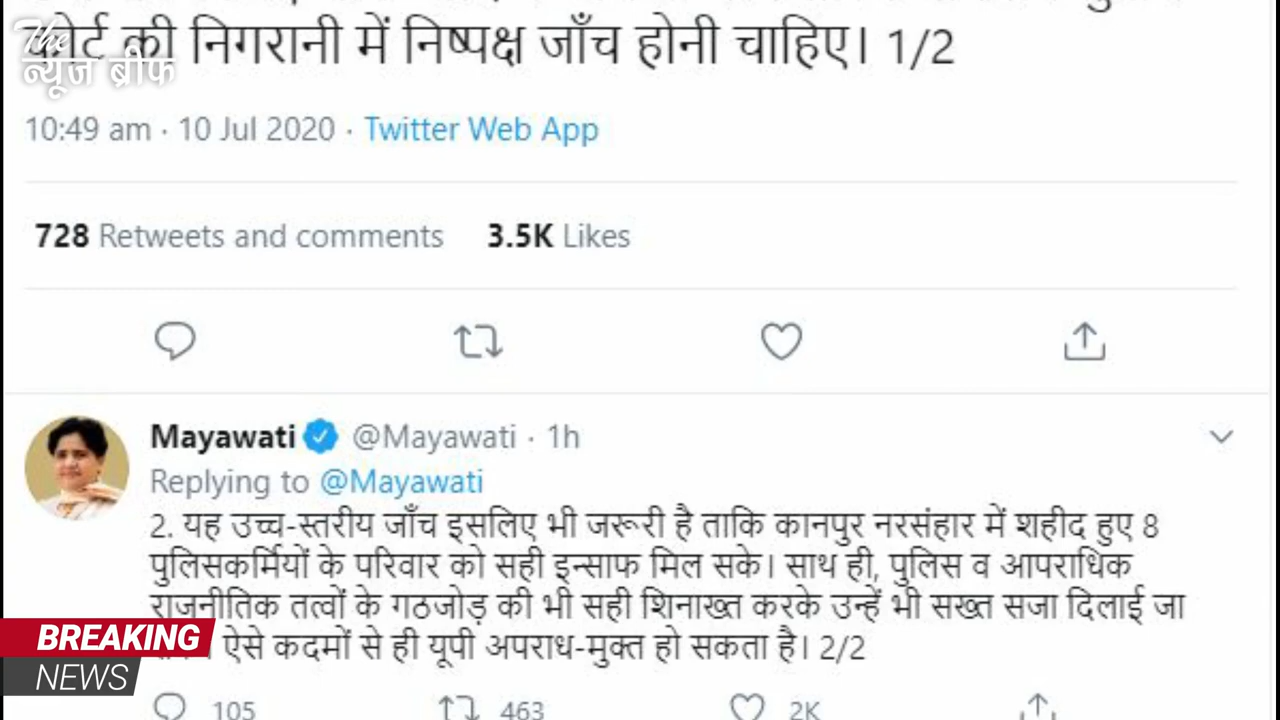 The
न्यूज ब्रीफ
की निगरानी में निष्पक्ष जाँच होनी चाहिए। 1/2
10:49 am · 10 Jul 2020 · Twitter Web App
728 Retweets and comments 3.5K Likes
Mayawati @Mayawati · 1h
Replying to @Mayawati
2. यह उच्च-स्तरीय जाँच इसलिए भी जरूरी है ताकि कानपुर नरसंहार में शहीद हुए 8
पुलिसकर्मियों के परिवार को सही इन्साफ मिल सके। साथ ही, पुलिस व आपराधिक
राजनीतिक तत्वों के गठजोड़ की भी सही शिनाख्त करके उन्हें भी सख्त सजा दिलाई जा
ऐसे कदमों से ही यूपी अपराध-मुक्त हो सकता है। 2/2
BREAKING
NEWS
105 463 2K